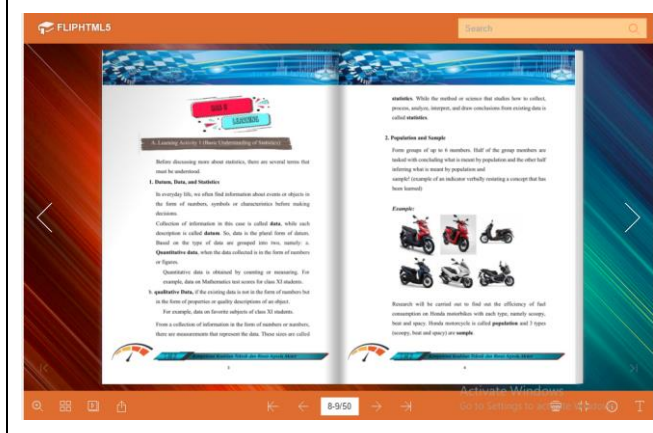 FLIPHTML5
Search
BAB II
LEARNING
A. Learning Activity 1 (Basic Understanding of Statistics)
Before discussing more about statistics, there are several terms that
must be understood.
1. Datum, Data, and Statistics
In everyday life, we often find information about events or objects in
the form of numbers, symbols or characteristics before making
decisions.
Collection of information in this case is called data, while each
description is called datum. So, data is the plural form of datum.
Based on the type of data are grouped into two, namely: a.
Quantitative data, when the data collected is in the form of numbers
or figures.
Quantitative data is obtained by counting or measuring. For
example, data on Mathematics test scores for class XI students.
b. qualitative Data, if the existing data is not in the form of numbers but
in the form of properties or quality descriptions of an object.
For example, data on favorite subjects of class XI students.
From a collection of information in the form of numbers or numbers,
there are measurements that represent the data. These sizes are called
statistics. While the method or science that studies how to collect,
process, analyze, interpret, and draw conclusions from existing data is
called statistics.
2. Population and Sample
Form groups of up to 6 members. Half of the group members are
tasked with concluding what is meant by population and the other half
inferring what is meant by population and
sample! (example of an indicator verbally restating a concept that has
been learned)
Example:
Research will be carried out to find out the efficiency of fuel
consumption on Honda motorbikes with each type, namely scoopy,
beat and spacy. Honda motorcycle is called population and 3 types
(scoopy, beat and spacy) are sample.
8-9/50
Activate Windows
Go to Settings to activate Windows.